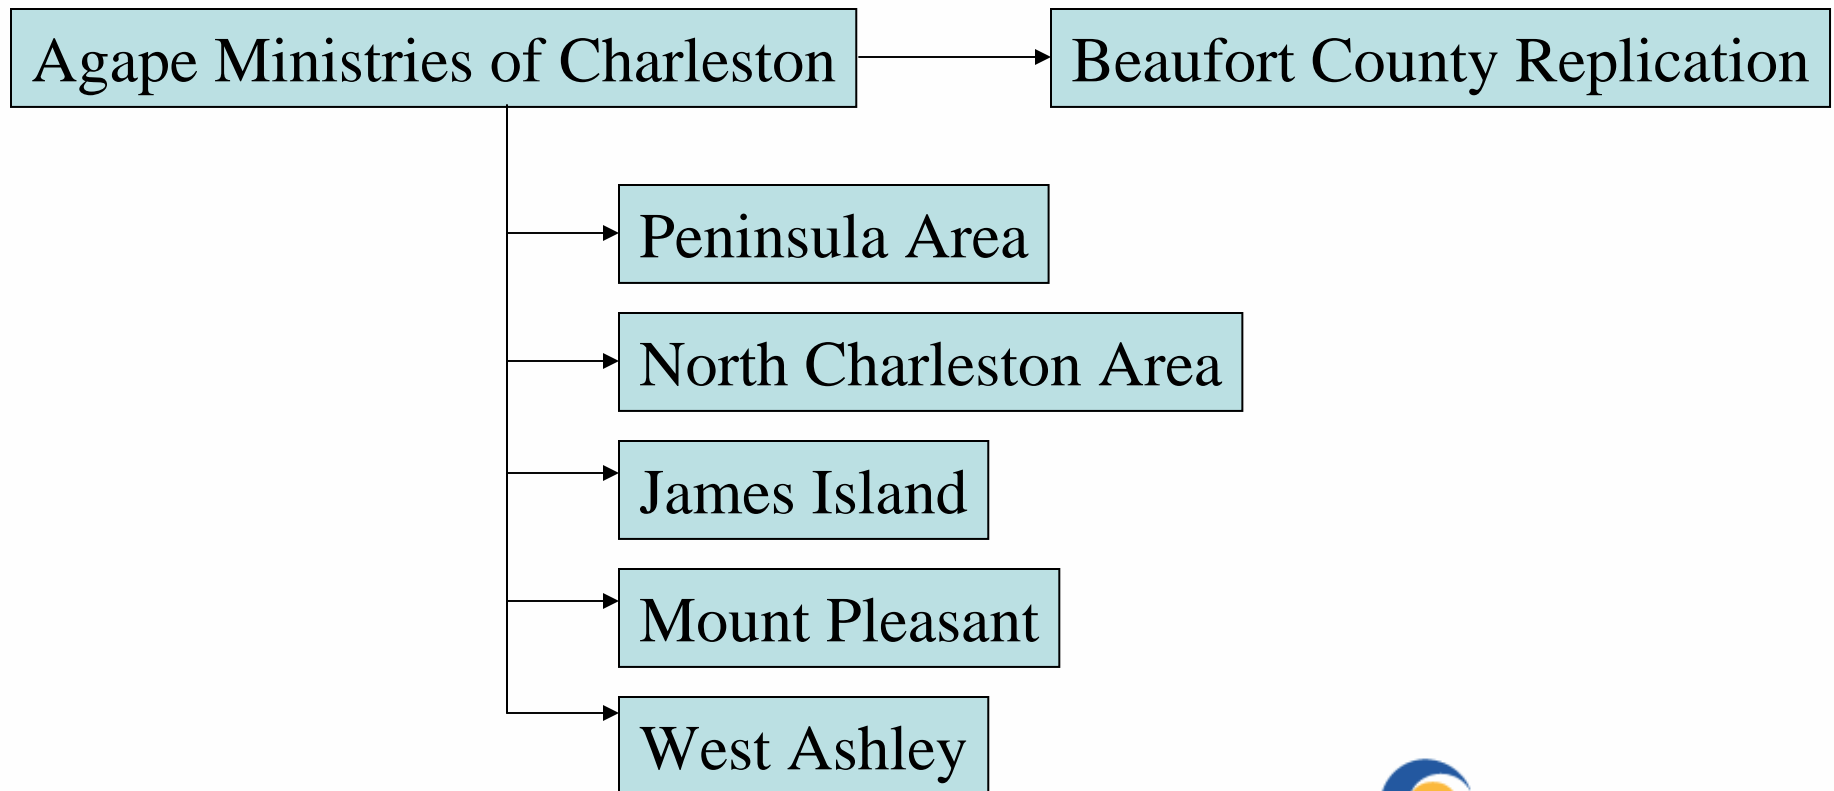 Agape Ministries of Charleston
Beaufort County Replication
Peninsula Area
North Charleston Area
James Island
Mount Pleasant
West Ashley